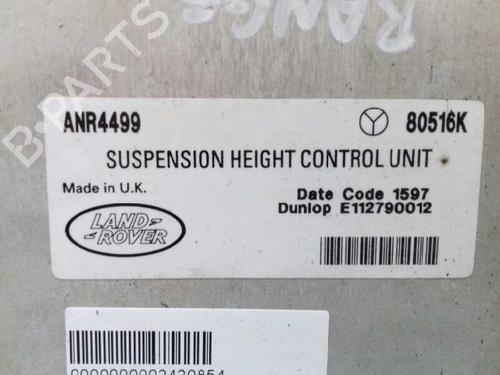 RANGE
B-PARTS
ANR4499
80516K
SUSPENSION HEIGHT CONTROL UNIT
Made in U.K.
Date Code 1597
Dunlop E112790012
LAND
ROVER